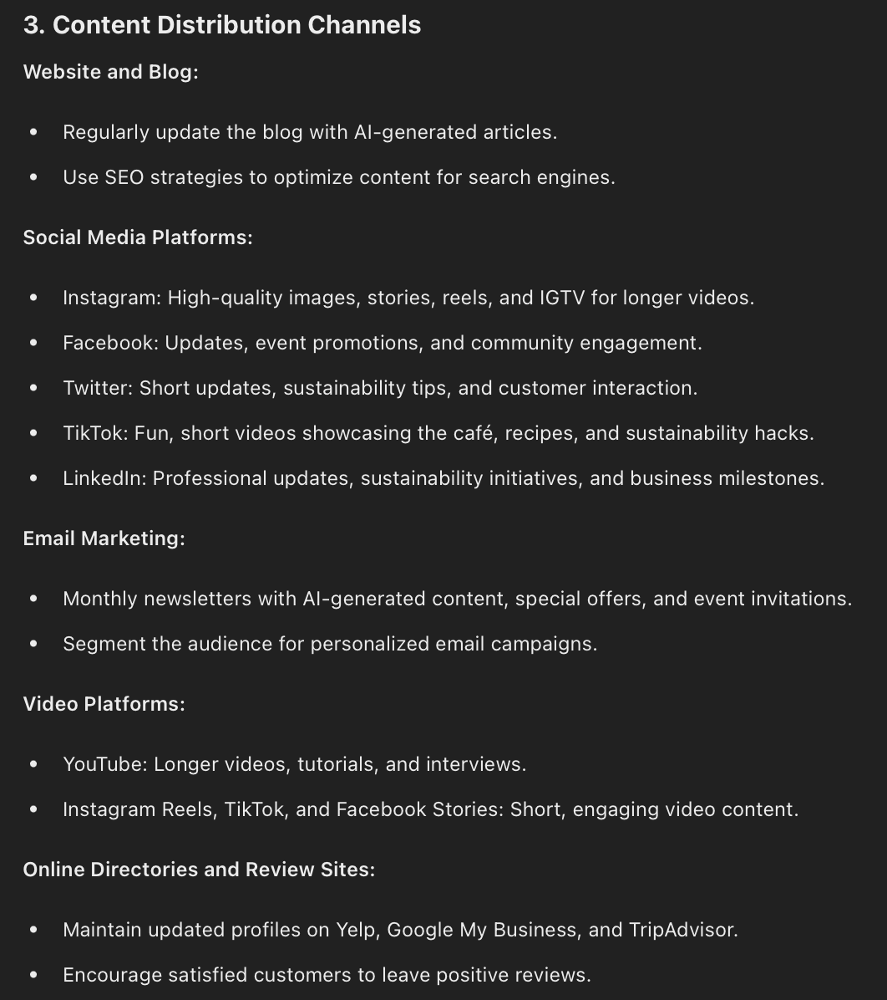 3. Content Distribution Channels
Website and Blog:
• Regularly update the blog with AI-generated articles.
• Use SEO strategies to optimize content for search engines.
Social Media Platforms:
• Instagram: High-quality images, stories, reels, and IGTV for longer videos.
• Facebook: Updates, event promotions, and community engagement.
• Twitter: Short updates, sustainability tips, and customer interaction.
• TikTok: Fun, short videos showcasing the café, recipes, and sustainability hacks.
• LinkedIn: Professional updates, sustainability initiatives, and business milestones.
Email Marketing:
• Monthly newsletters with AI-generated content, special offers, and event invitations.
• Segment the audience for personalized email campaigns.
Video Platforms:
• YouTube: Longer videos, tutorials, and interviews.
• Instagram Reels, TikTok, and Facebook Stories: Short, engaging video content.
Online Directories and Review Sites:
• Maintain updated profiles on Yelp, Google My Business, and TripAdvisor.
• Encourage satisfied customers to leave positive reviews.